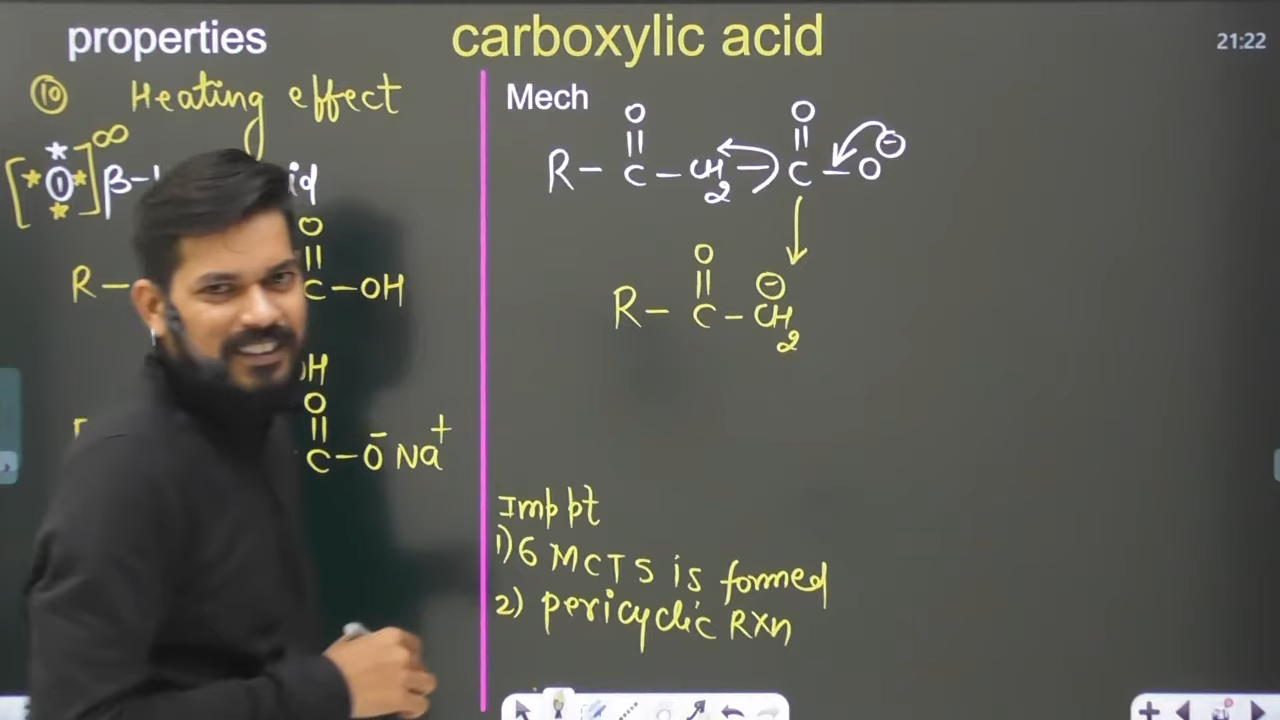 properties
carboxylic acid
21:22
⑩ Heating effect
[*O*]∞ β-
R–
O
||
C–OH
OH
O
||
C–O⁻ Na⁺
Mech
O O
|| ||
R–C–CH₂–C–O⊖
O
||
R–C–CH₂⊖
Imp pt
1) 6 MCTS is formed
2) pericyclic RXn